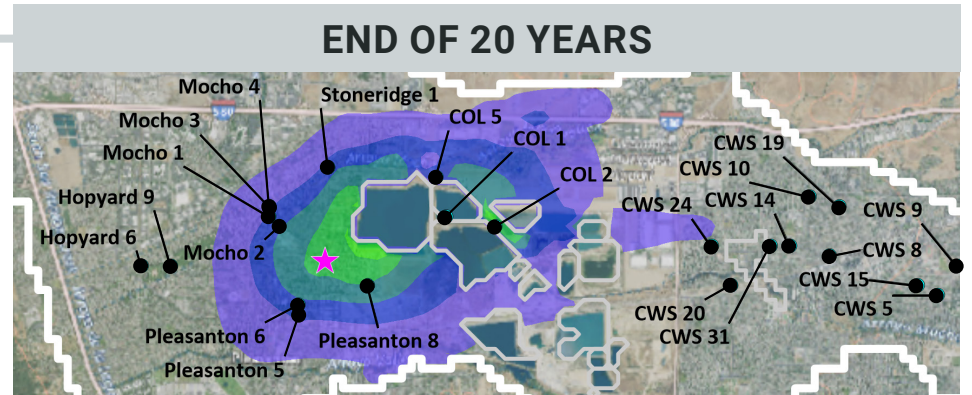 END OF 20 YEARS
Mocho 4
Stoneridge 1
Mocho 3
COL 5
Mocho 1
COL 1
CWS 19
COL 2
CWS 10
Hopyard 9
CWS 24
CWS 14
CWS 9
Hopyard 6
Mocho 2
CWS 8
CWS 15
CWS 20
CWS 5
Pleasanton 6
Pleasanton 8
CWS 31
Pleasanton 5